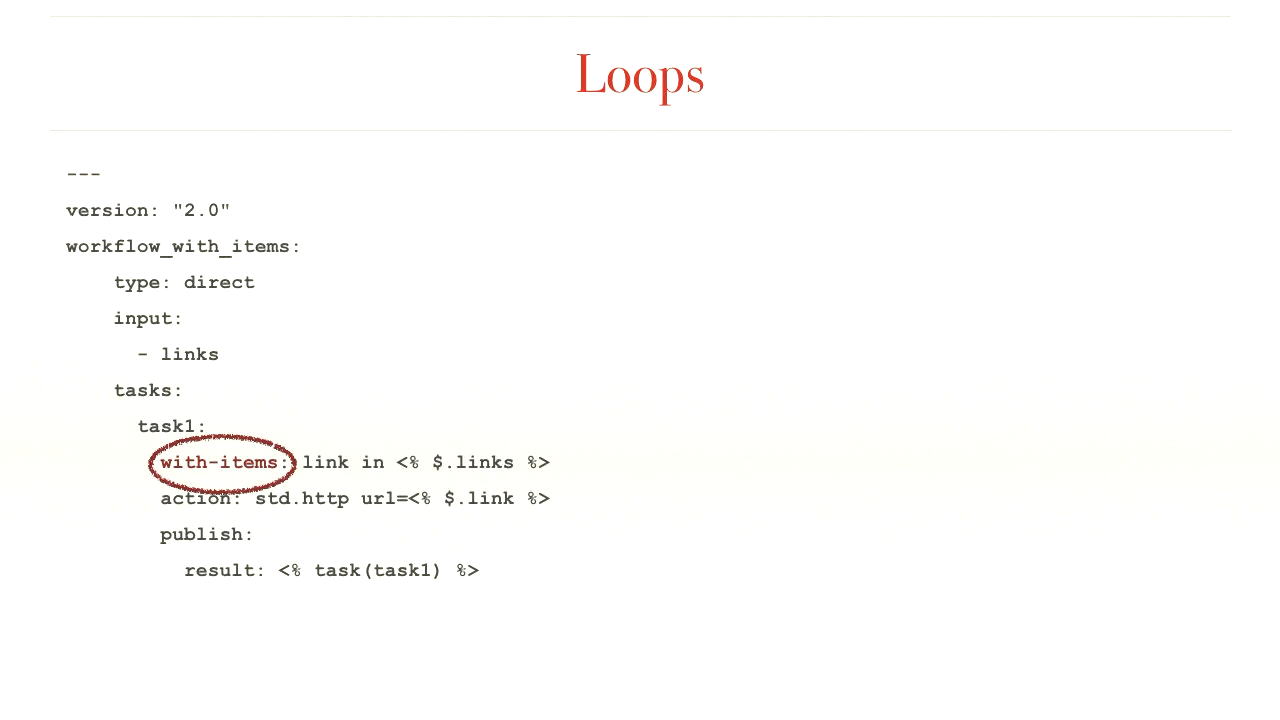 Loops
---
version: "2.0"
workflow_with_items:
    type: direct
    input:
      - links
    tasks:
      task1:
        with-items: link in <% $.links %>
        action: std.http url=<% $.link %>
        publish:
          result: <% task(task1) %>